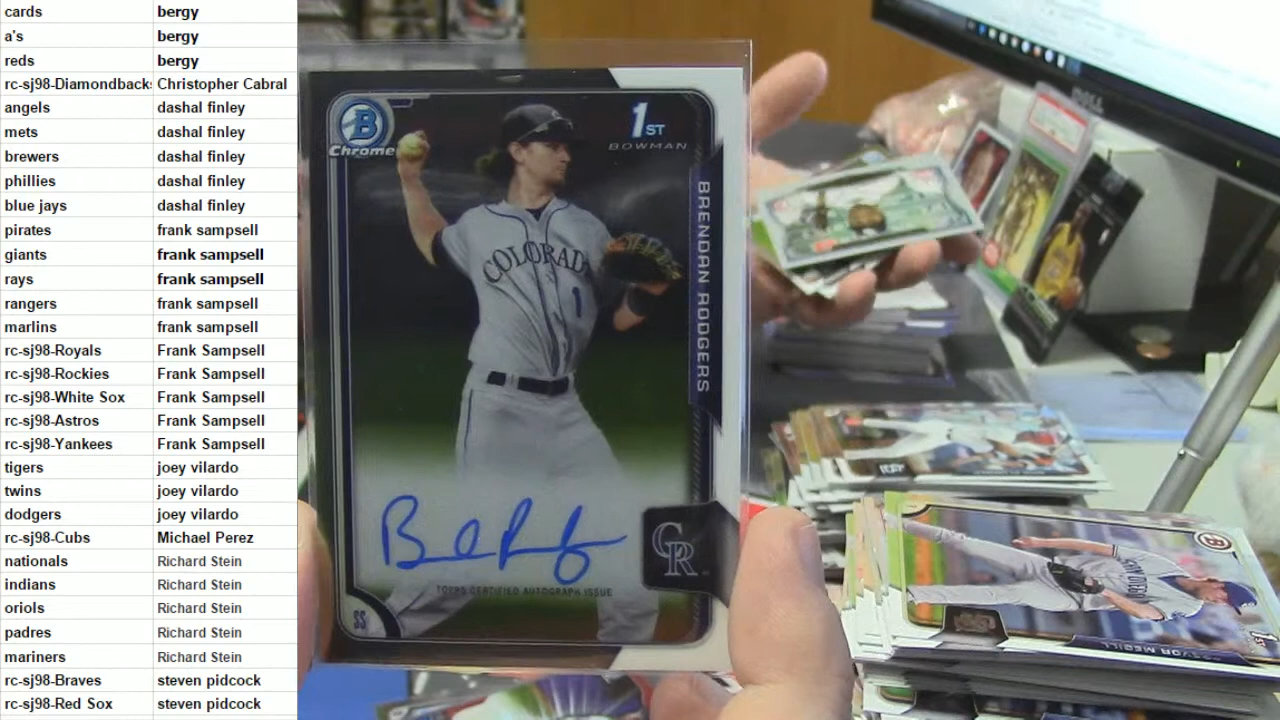 cards bergy
a's bergy
reds bergy
rc-sj98-Diamondbacks Christopher Cabral
angels dashal finley
mets dashal finley
brewers dashal finley
phillies dashal finley
blue jays dashal finley
pirates frank sampsell
giants frank sampsell
rays frank sampsell
rangers frank sampsell
marlins frank sampsell
rc-sj98-Royals Frank Sampsell
rc-sj98-Rockies Frank Sampsell
rc-sj98-White Sox Frank Sampsell
rc-sj98-Astros Frank Sampsell
rc-sj98-Yankees Frank Sampsell
tigers joey vilardo
twins joey vilardo
dodgers joey vilardo
rc-sj98-Cubs Michael Perez
nationals Richard Stein
indians Richard Stein
oriols Richard Stein
padres Richard Stein
mariners Richard Stein
rc-sj98-Braves steven pidcock
rc-sj98-Red Sox steven pidcock
B
Chrome
1ST
BOWMAN
BRENDAN RODGERS
COLORADO
1
CR
TOPPS CERTIFIED AUTOGRAPH ISSUE
SS
DELL
B
SAN DIEGO
TREVOR MEGILL
1ST